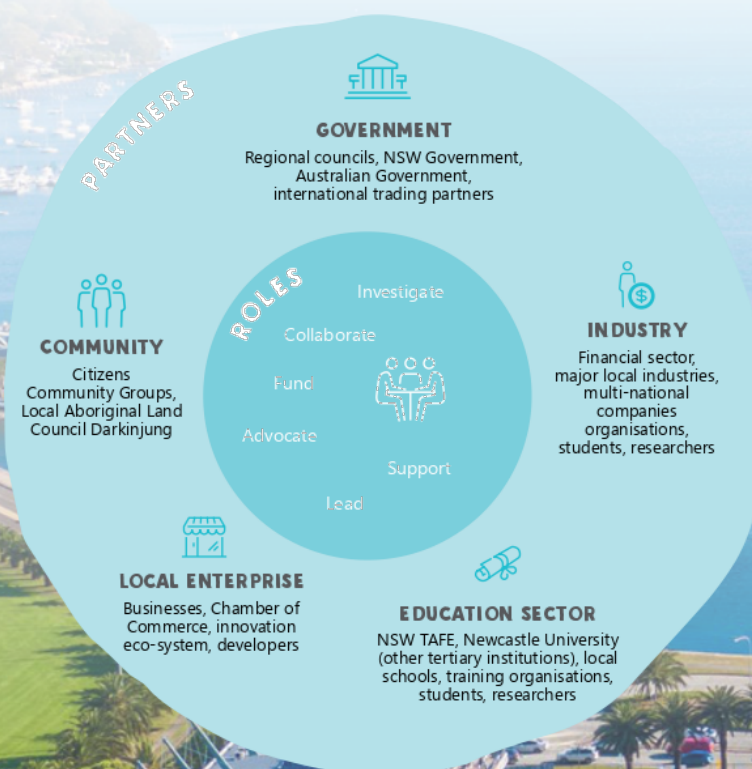 PARTNERS
GOVERNMENT
Regional councils, NSW Government,
Australian Government,
international trading partners
ROLES
Investigate
Collaborate
Fund
Advocate
Support
Lead
COMMUNITY
Citizens
Community Groups,
Local Aboriginal Land
Council Darkinjung
INDUSTRY
Financial sector,
major local industries,
multi-national
companies
organisations,
students, researchers
LOCAL ENTERPRISE
Businesses, Chamber of
Commerce, innovation
eco-system, developers
EDUCATION SECTOR
NSW TAFE, Newcastle University
(other tertiary institutions), local
schools, training organisations,
students, researchers